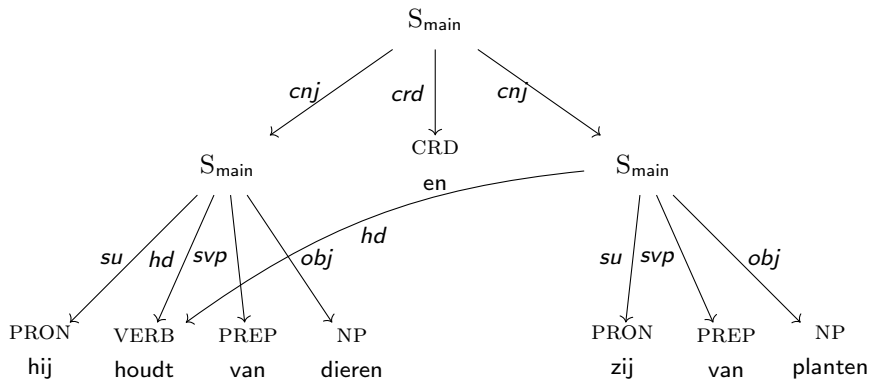 S_main
cnj crd cnj
CRD
S_main S_main
en
hd
su hd svp obj su svp obj
PRON VERB PREP NP PRON PREP NP
hij houdt van dieren zij van planten